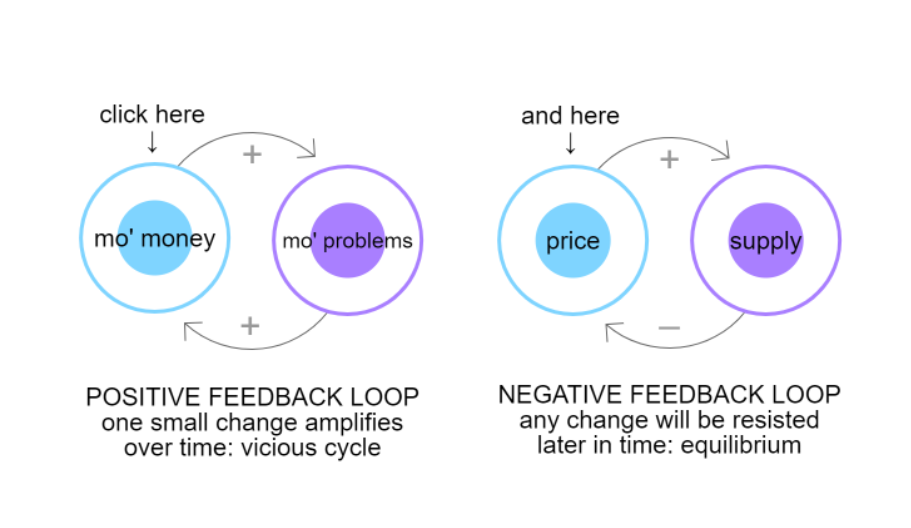 click here
↓
+
mo' money
mo' problems
+
POSITIVE FEEDBACK LOOP
one small change amplifies
over time: vicious cycle
and here
↓
+
price
supply
–
NEGATIVE FEEDBACK LOOP
any change will be resisted
later in time: equilibrium